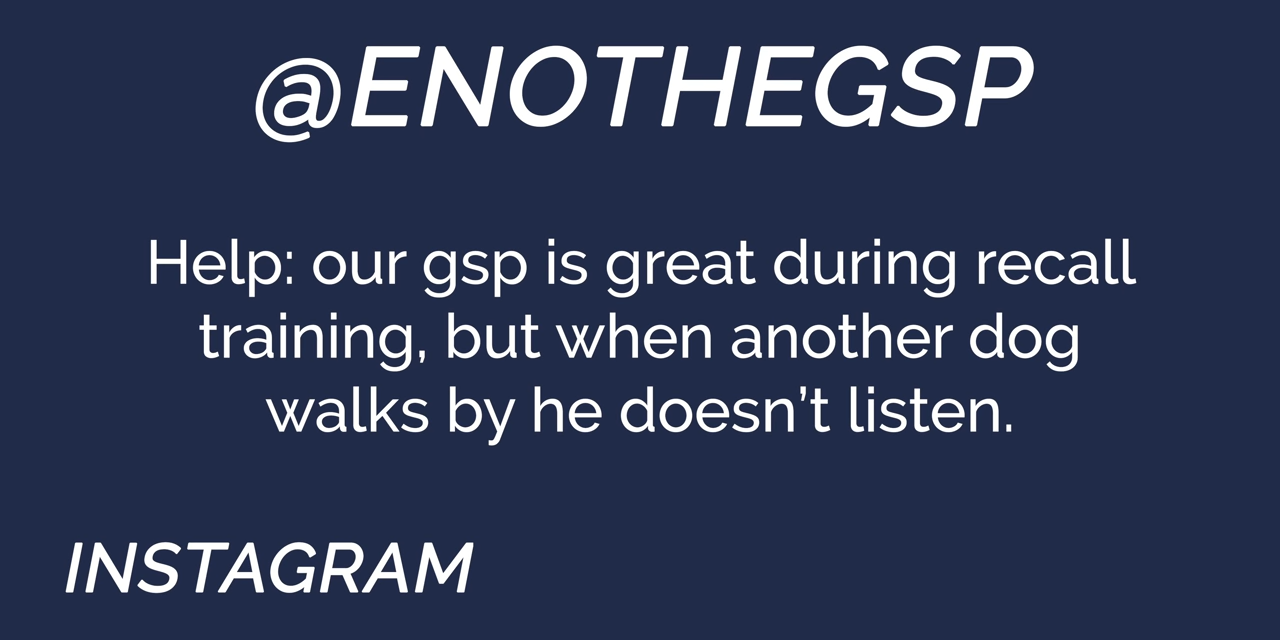 @ENOTHEGSP
Help: our gsp is great during recall
training, but when another dog
walks by he doesn’t listen.
INSTAGRAM